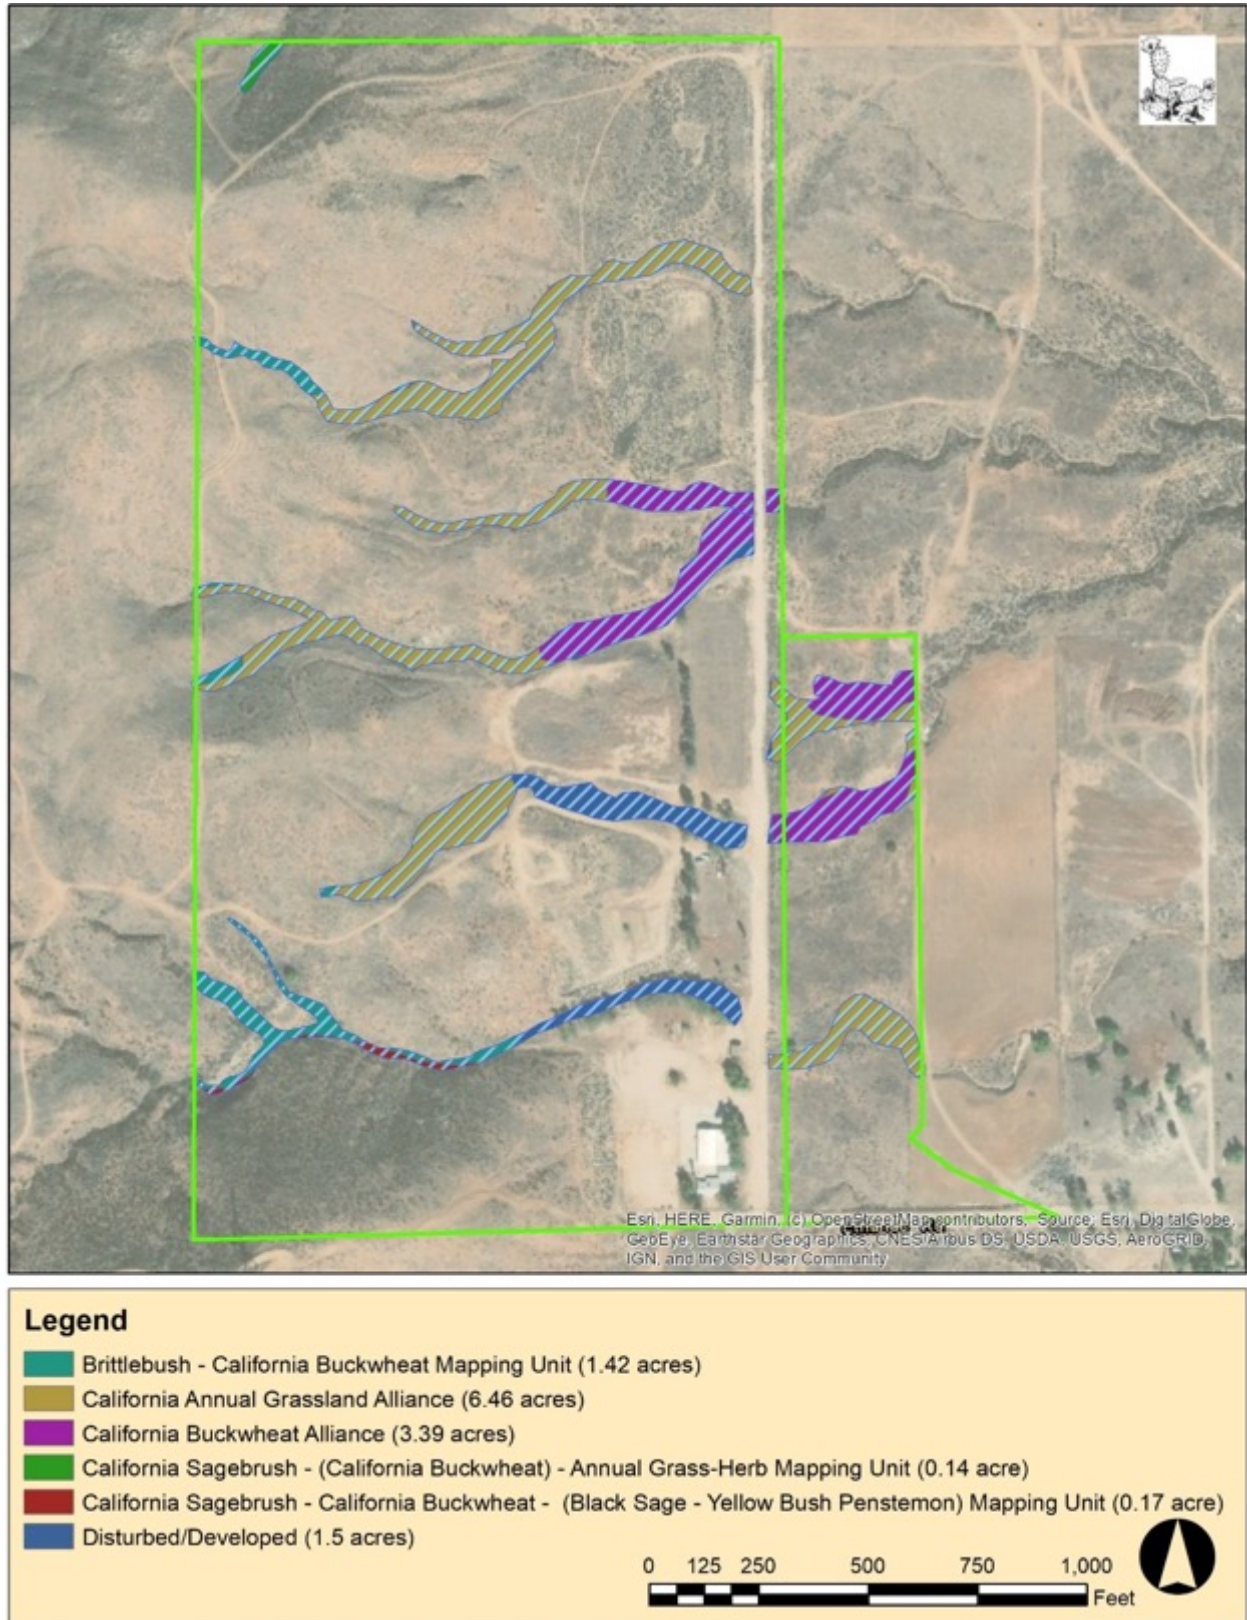 Esri, HERE, Garmin, (c) OpenStreetMap contributors, Source: Esri, DigitalGlobe,
GeoEye, Earthstar Geographics, CNES/Airbus DS, USDA, USGS, AeroGRID,
IGN, and the GIS User Community
Legend
Brittlebush - California Buckwheat Mapping Unit (1.42 acres)
California Annual Grassland Alliance (6.46 acres)
California Buckwheat Alliance (3.39 acres)
California Sagebrush - (California Buckwheat) - Annual Grass-Herb Mapping Unit (0.14 acre)
California Sagebrush - California Buckwheat - (Black Sage - Yellow Bush Penstemon) Mapping Unit (0.17 acre)
Disturbed/Developed (1.5 acres)
0 125 250 500 750 1,000
Feet